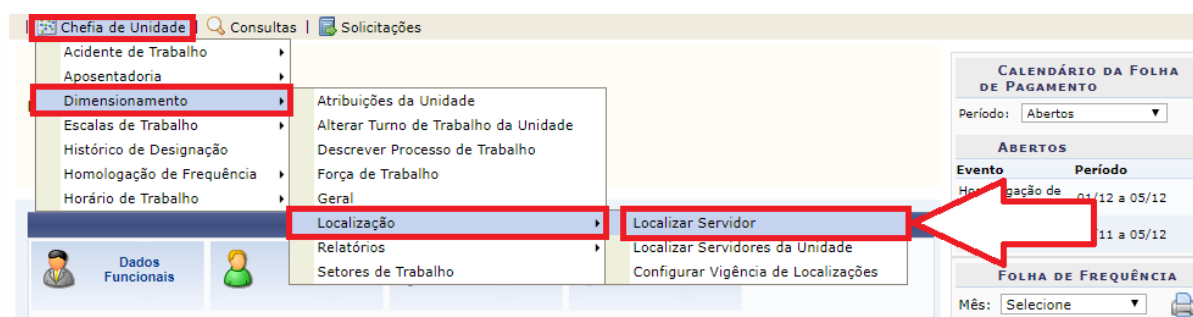 Chefia de Unidade | Consultas | Solicitações
Acidente de Trabalho
Aposentadoria
Dimensionamento
Escalas de Trabalho
Histórico de Designação
Homologação de Frequência
Horário de Trabalho
Atribuições da Unidade
Alterar Turno de Trabalho da Unidade
Descrever Processo de Trabalho
Força de Trabalho
Geral
Localização
Relatórios
Setores de Trabalho
Localizar Servidor
Localizar Servidores da Unidade
Configurar Vigência de Localizações
Dados
Funcionais
Calendário da Folha
de Pagamento
Período: Abertos
Abertos
Evento Período
de 01/12 a 05/12
11 a 05/12
Folha de Frequência
Mês: Selecione